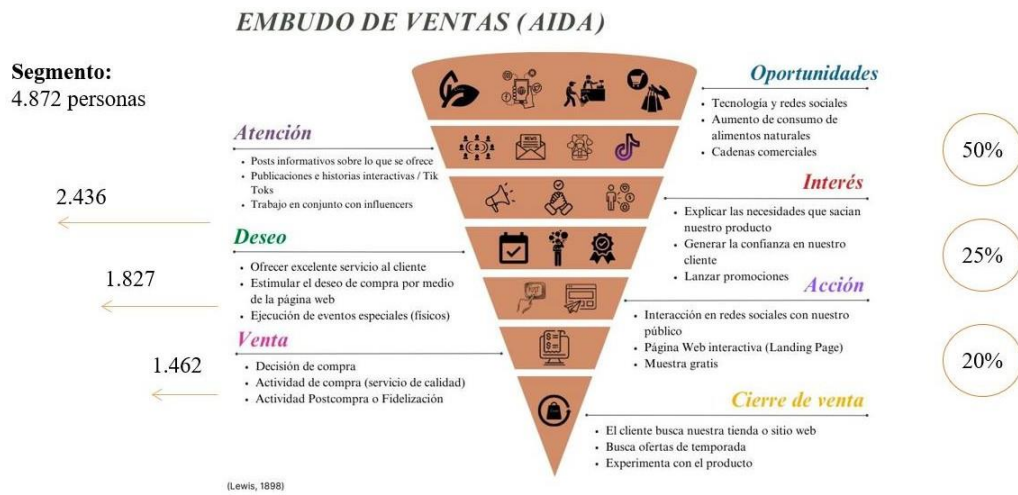 EMBUDO DE VENTAS (AIDA)
Segmento:
4.872 personas
Oportunidades
• Tecnología y redes sociales
• Aumento de consumo de
alimentos naturales
• Cadenas comerciales
50%
Atención
• Posts informativos sobre lo que se ofrece
• Publicaciones e historias interactivas / Tik
Toks
• Trabajo en conjunto con influencers
2.436
Interés
• Explicar las necesidades que sacian
nuestro producto
• Generar la confianza en nuestro
cliente
• Lanzar promociones
25%
Deseo
• Ofrecer excelente servicio al cliente
• Estimular el deseo de compra por medio
de la página web
• Ejecución de eventos especiales (físicos)
1.827
Acción
• Interacción en redes sociales con nuestro
público
• Página Web interactiva (Landing Page)
• Muestra gratis
20%
Venta
• Decisión de compra
• Actividad de compra (servicio de calidad)
• Actividad Postcompra o Fidelización
1.462
Cierre de venta
• El cliente busca nuestra tienda o sitio web
• Busca ofertas de temporada
• Experimenta con el producto
(Lewis, 1898)